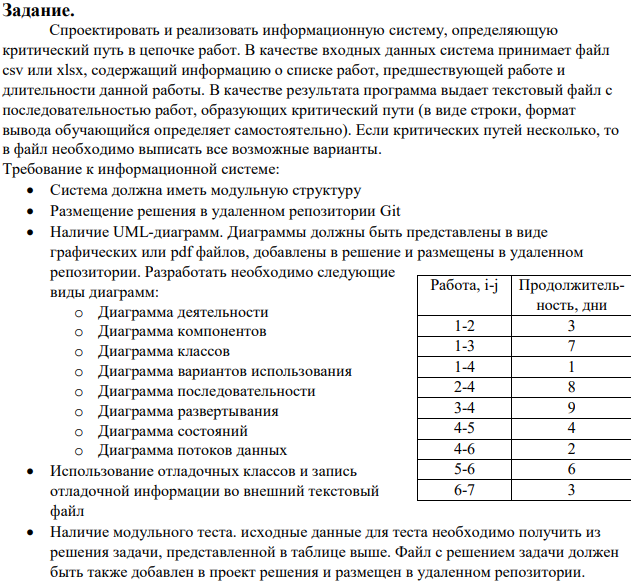 Задание.
Спроектировать и реализовать информационную систему, определяющую
критический путь в цепочке работ. В качестве входных данных система принимает файл
csv или xlsx, содержащий информацию о списке работ, предшествующей работе и
длительности данной работы. В качестве результата программа выдает текстовый файл с
последовательностью работ, образующих критический пути (в виде строки, формат
вывода обучающийся определяет самостоятельно). Если критических путей несколько, то
в файл необходимо выписать все возможные варианты.
Требование к информационной системе:
• Система должна иметь модульную структуру
• Размещение решения в удаленном репозитории Git
• Наличие UML-диаграмм. Диаграммы должны быть представлены в виде
графических или pdf файлов, добавлены в решение и размещены в удаленном
репозитории. Разработать необходимо следующие
виды диаграмм:
o Диаграмма деятельности
o Диаграмма компонентов
o Диаграмма классов
o Диаграмма вариантов использования
o Диаграмма последовательности
o Диаграмма развертывания
o Диаграмма состояний
o Диаграмма потоков данных
• Использование отладочных классов и запись
отладочной информации во внешний текстовый
файл
Работа, i-j Продолжитель-
ность, дни
1-2 3
1-3 7
1-4 1
2-4 8
3-4 9
4-5 4
4-6 2
5-6 6
6-7 3
• Наличие модульного теста. исходные данные для теста необходимо получить из
решения задачи, представленной в таблице выше. Файл с решением задачи должен
быть также добавлен в проект решения и размещен в удаленном репозитории.